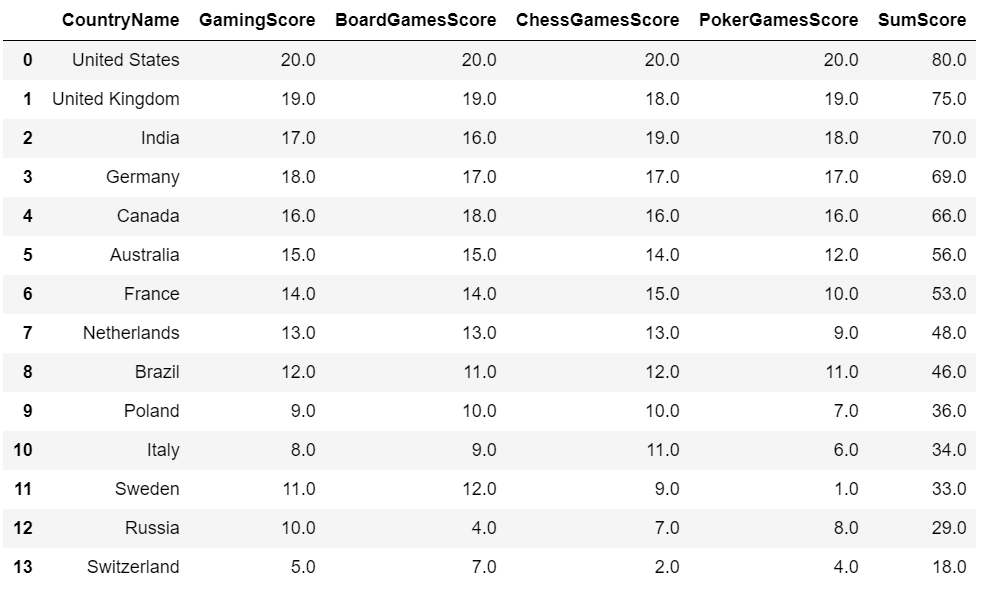 CountryName GamingScore BoardGamesScore ChessGamesScore PokerGamesScore SumScore
0 United States 20.0 20.0 20.0 20.0 80.0
1 United Kingdom 19.0 19.0 18.0 19.0 75.0
2 India 17.0 16.0 19.0 18.0 70.0
3 Germany 18.0 17.0 17.0 17.0 69.0
4 Canada 16.0 18.0 16.0 16.0 66.0
5 Australia 15.0 15.0 14.0 12.0 56.0
6 France 14.0 14.0 15.0 10.0 53.0
7 Netherlands 13.0 13.0 13.0 9.0 48.0
8 Brazil 12.0 11.0 12.0 11.0 46.0
9 Poland 9.0 10.0 10.0 7.0 36.0
10 Italy 8.0 9.0 11.0 6.0 34.0
11 Sweden 11.0 12.0 9.0 1.0 33.0
12 Russia 10.0 4.0 7.0 8.0 29.0
13 Switzerland 5.0 7.0 2.0 4.0 18.0